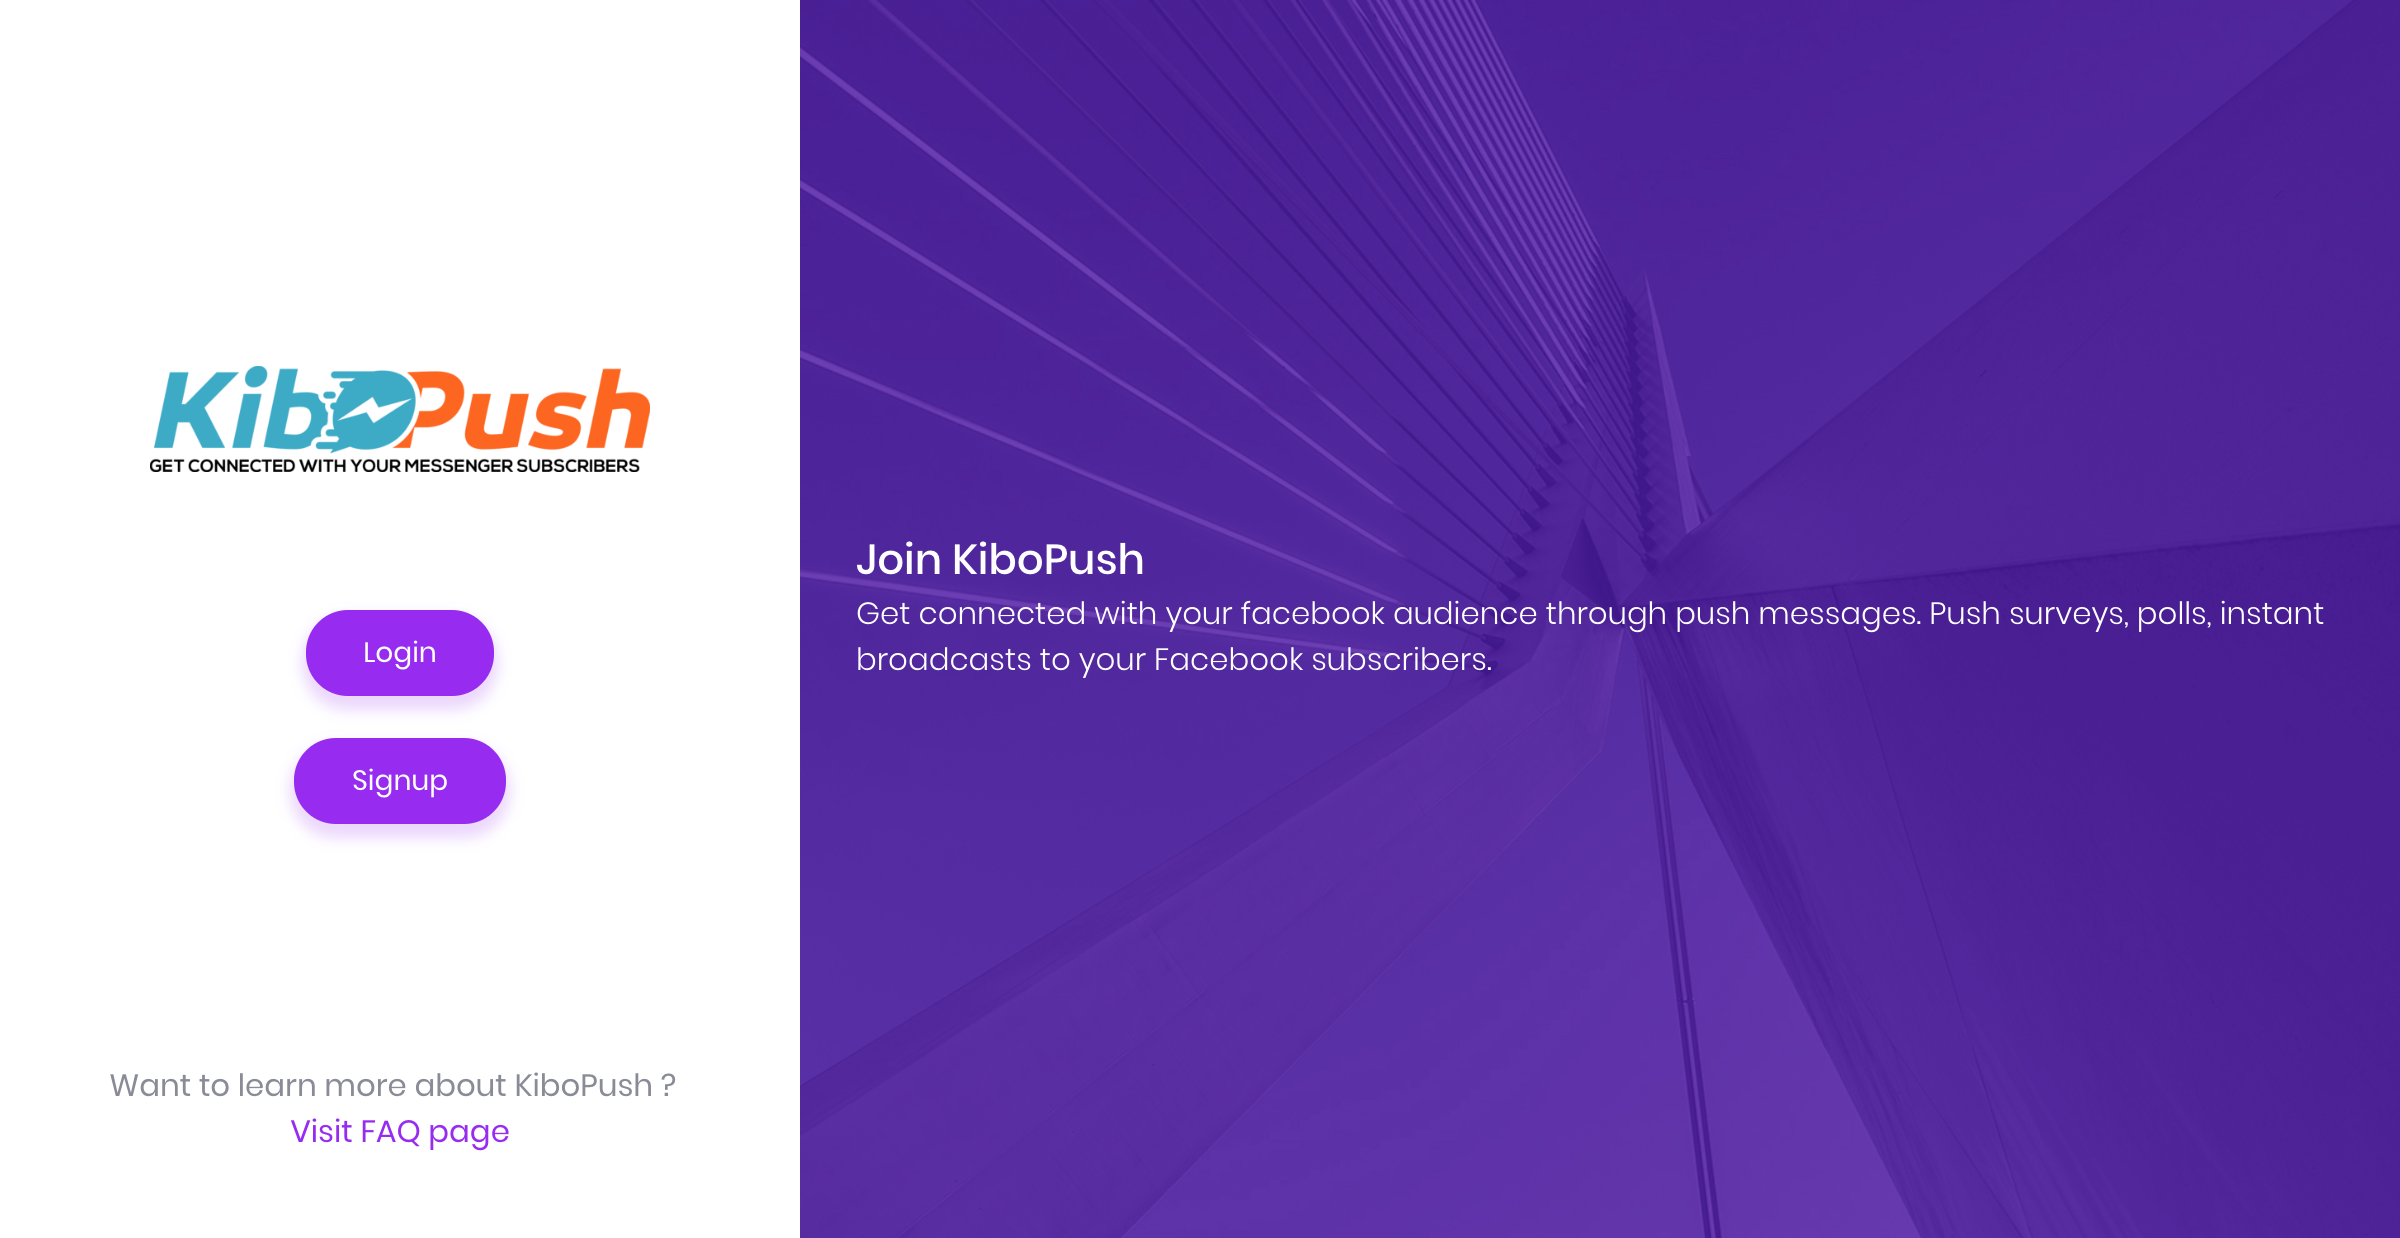 KiboPush
GET CONNECTED WITH YOUR MESSENGER SUBSCRIBERS
Login
Signup
Want to learn more about KiboPush ?
Visit FAQ page
Join KiboPush
Get connected with your facebook audience through push messages. Push surveys, polls, instant
broadcasts to your Facebook subscribers.